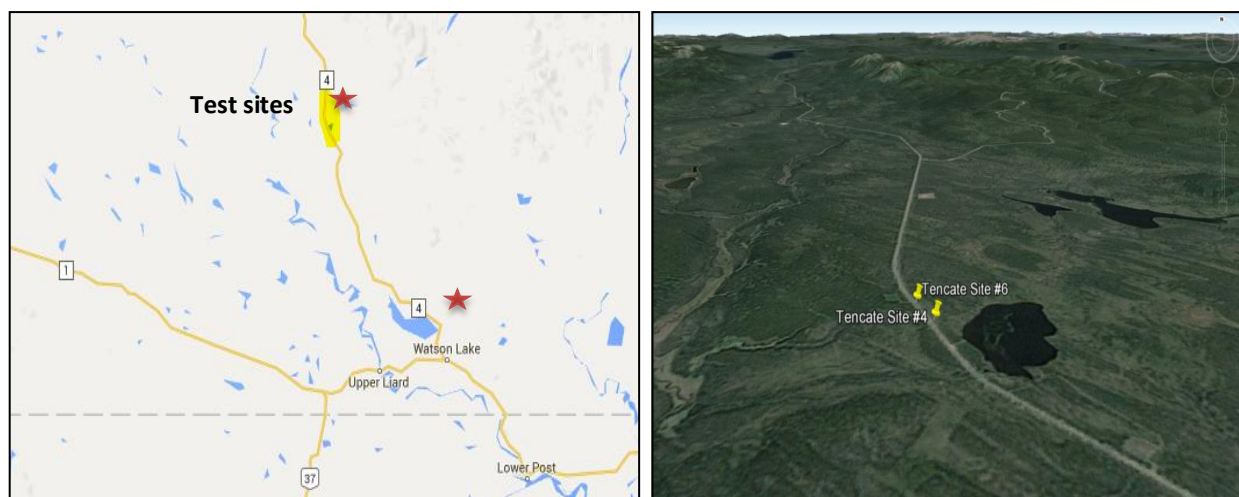 4
Test sites
1
4
Watson Lake
Upper Liard
37
Lower Post
Tencate Site #6
Tencate Site #4